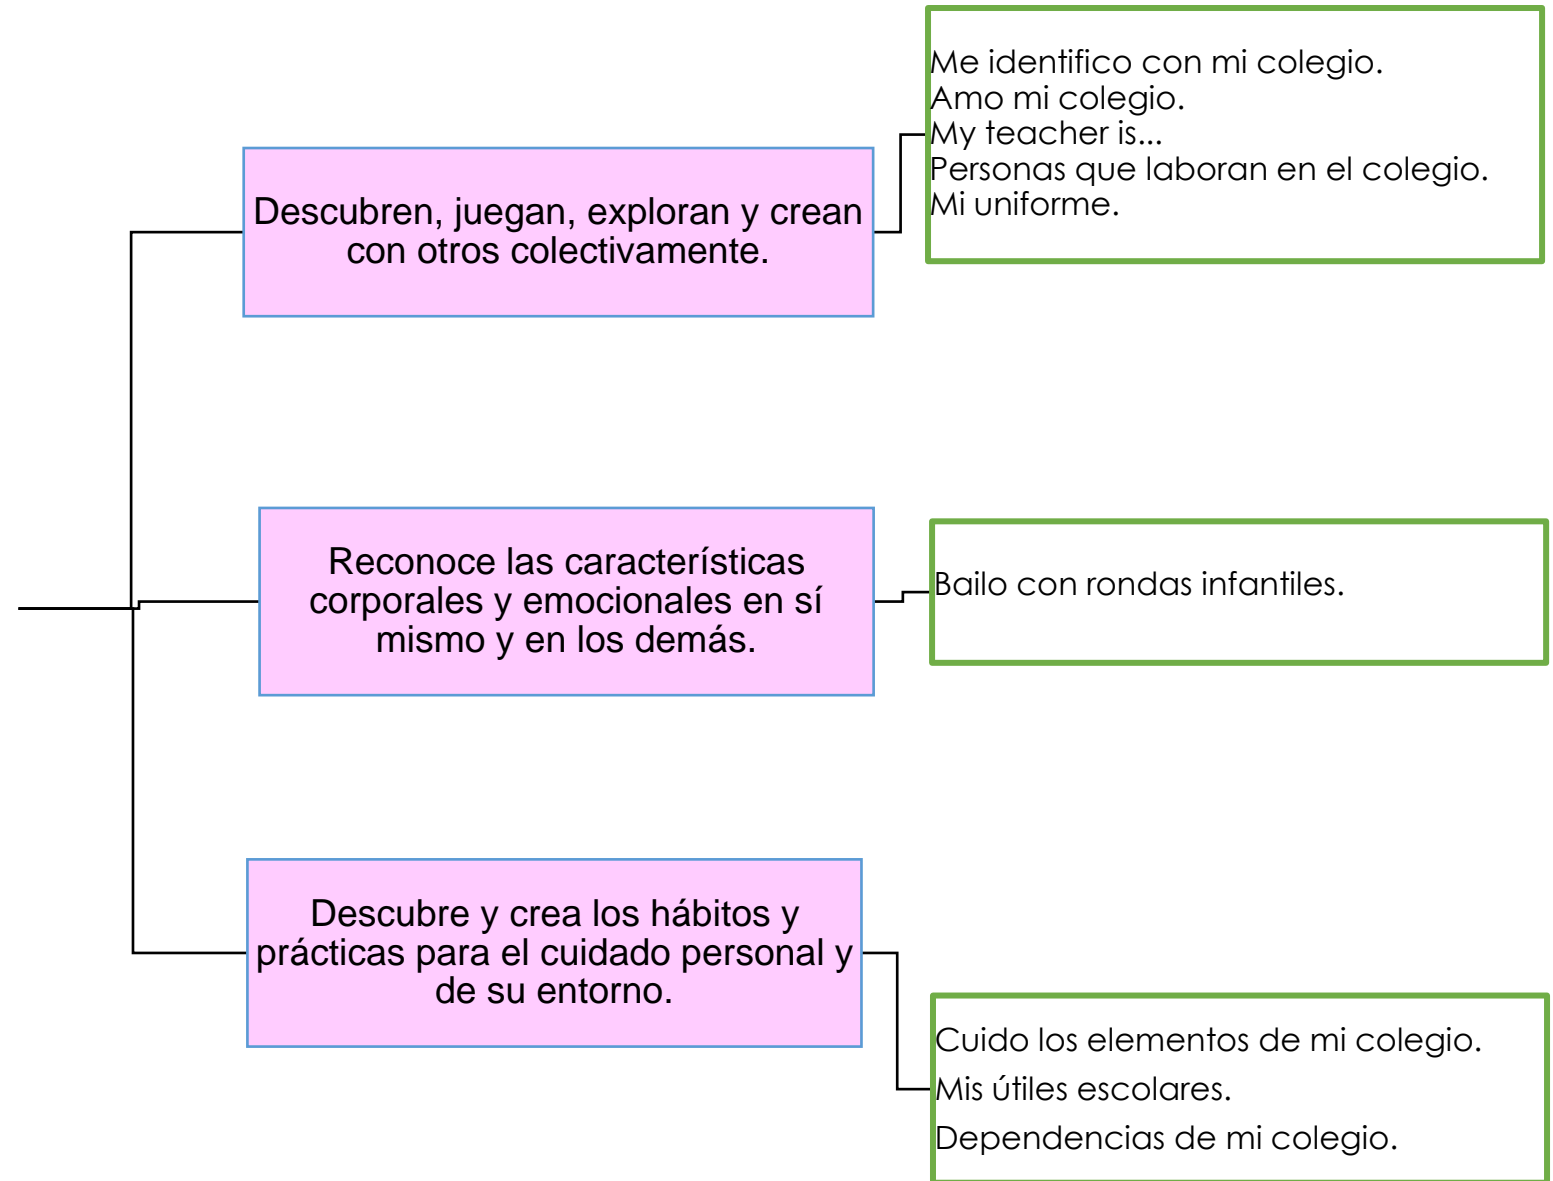 Descubren, juegan, exploran y crean
con otros colectivamente.
Me identifico con mi colegio.
Amo mi colegio.
My teacher is...
Personas que laboran en el colegio.
Mi uniforme.
Reconoce las características
corporales y emocionales en sí
mismo y en los demás.
Bailo con rondas infantiles.
Descubre y crea los hábitos y
prácticas para el cuidado personal y
de su entorno.
Cuido los elementos de mi colegio.
Mis útiles escolares.
Dependencias de mi colegio.